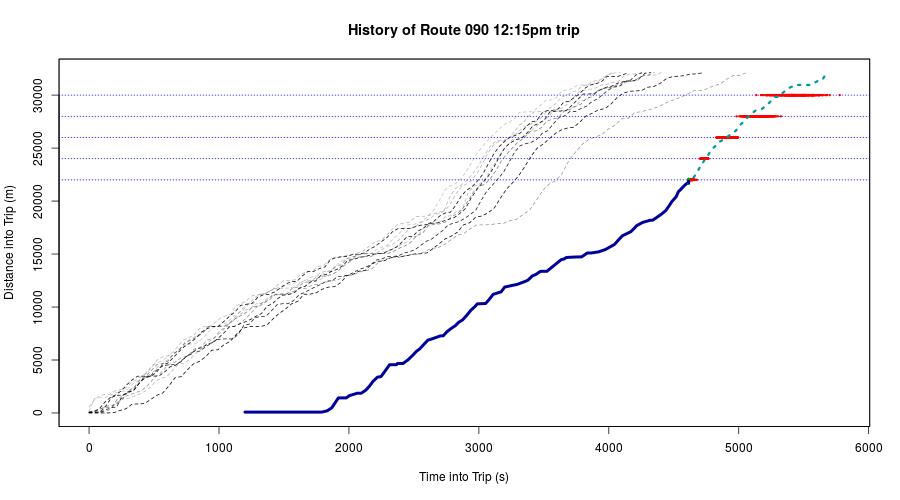 History of Route 090 12:15pm trip
Distance into Trip (m)
30000
25000
20000
15000
10000
5000
0
0 1000 2000 3000 4000 5000 6000
Time into Trip (s)